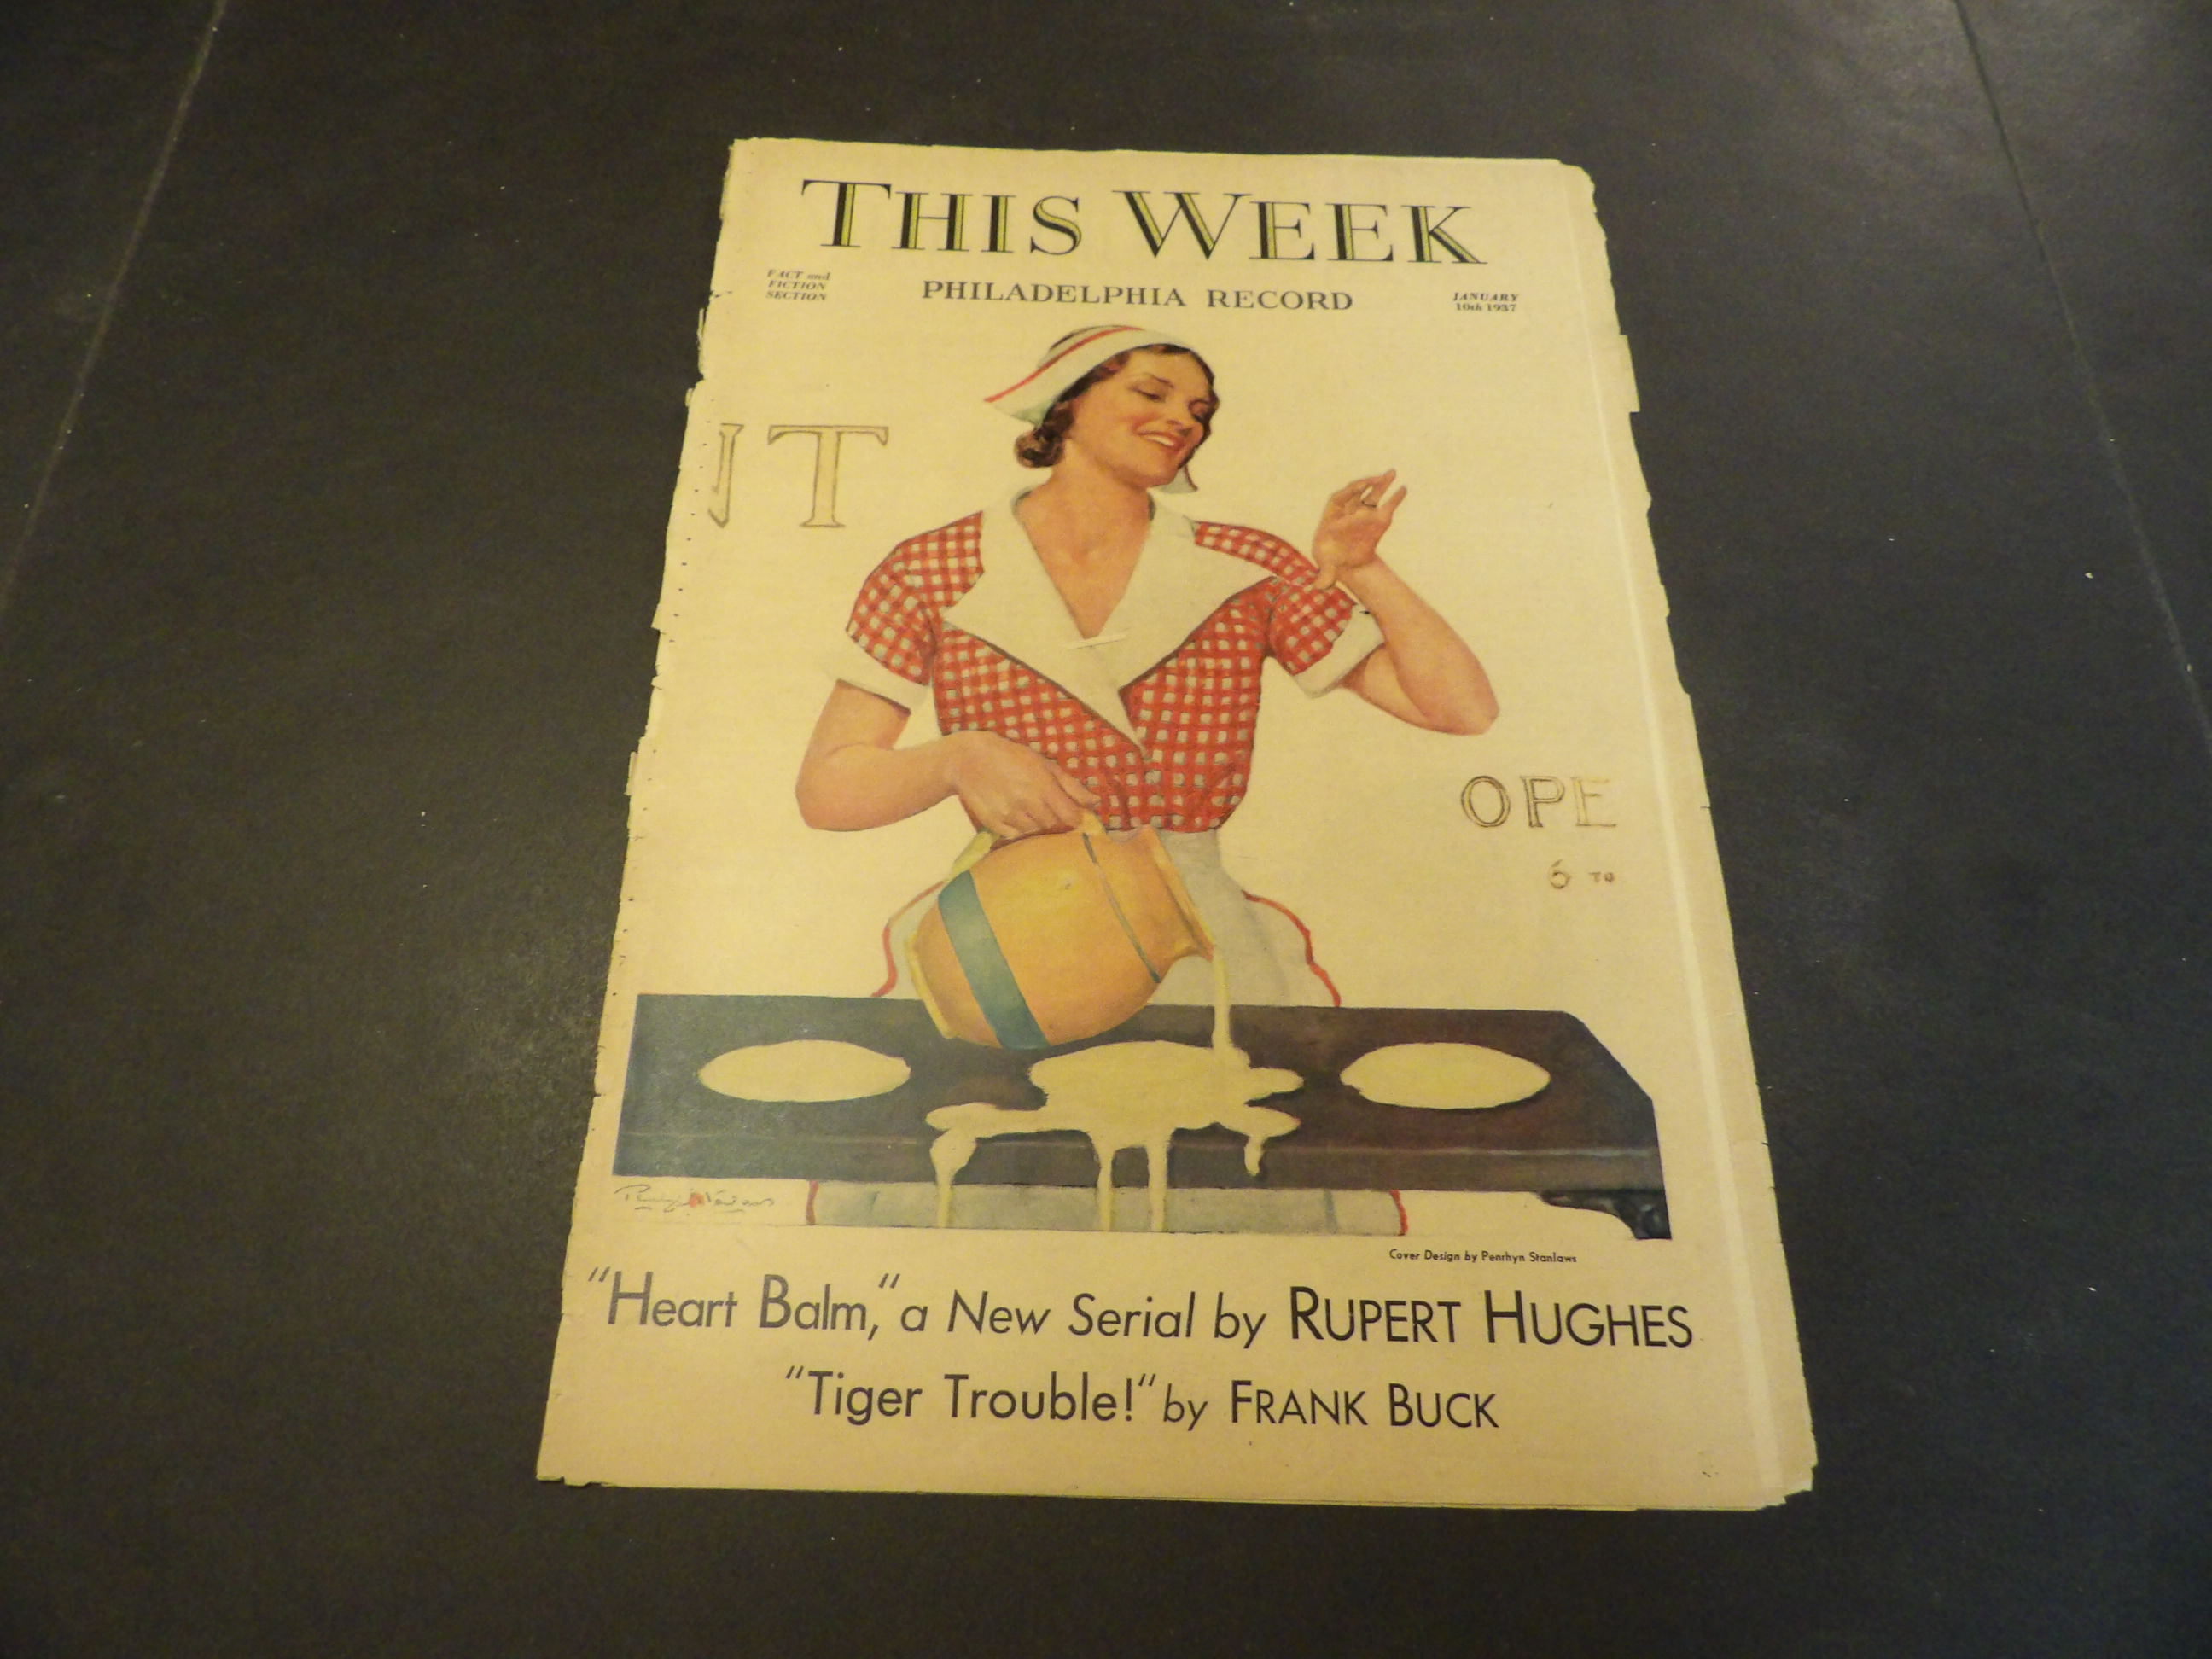 THIS WEEK
FACT and
FICTION
SECTION
PHILADELPHIA RECORD
JANUARY
10th 1937
NT
OPE
6 TO
Cover Design by Penrhyn Stanlaws
"Heart Balm," a New Serial by RUPERT HUGHES
"Tiger Trouble!" by FRANK BUCK